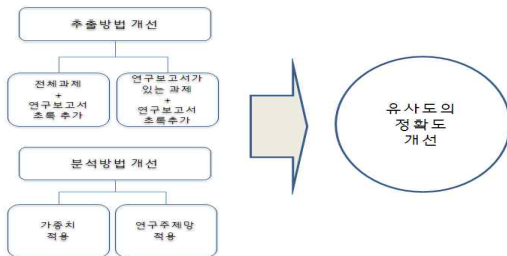 추출방법 개선
전체과제
+
연구보고서
초록 추가
연구보고서가
있는 과제
+
연구보고서
초록추가
분석방법 개선
가중치
적용
연구주제망
적용
유사도의
정확도
개선